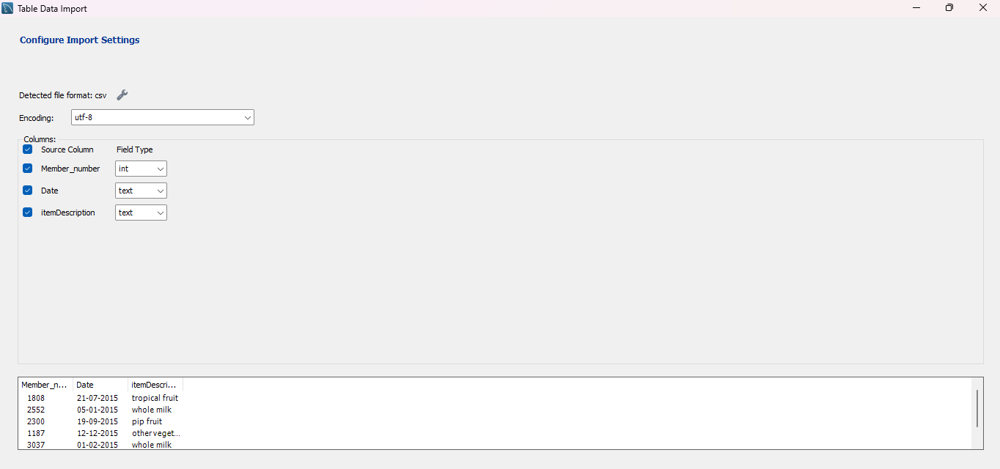 Table Data Import
Configure Import Settings
Detected file format: csv
Encoding: utf-8
Columns:
Source Column Field Type
Member_number int
Date text
itemDescription text
Member_n... Date itemDescri...
1808 21-07-2015 tropical fruit
2552 05-01-2015 whole milk
2300 19-09-2015 pip fruit
1187 12-12-2015 other veget...
3037 01-02-2015 whole milk